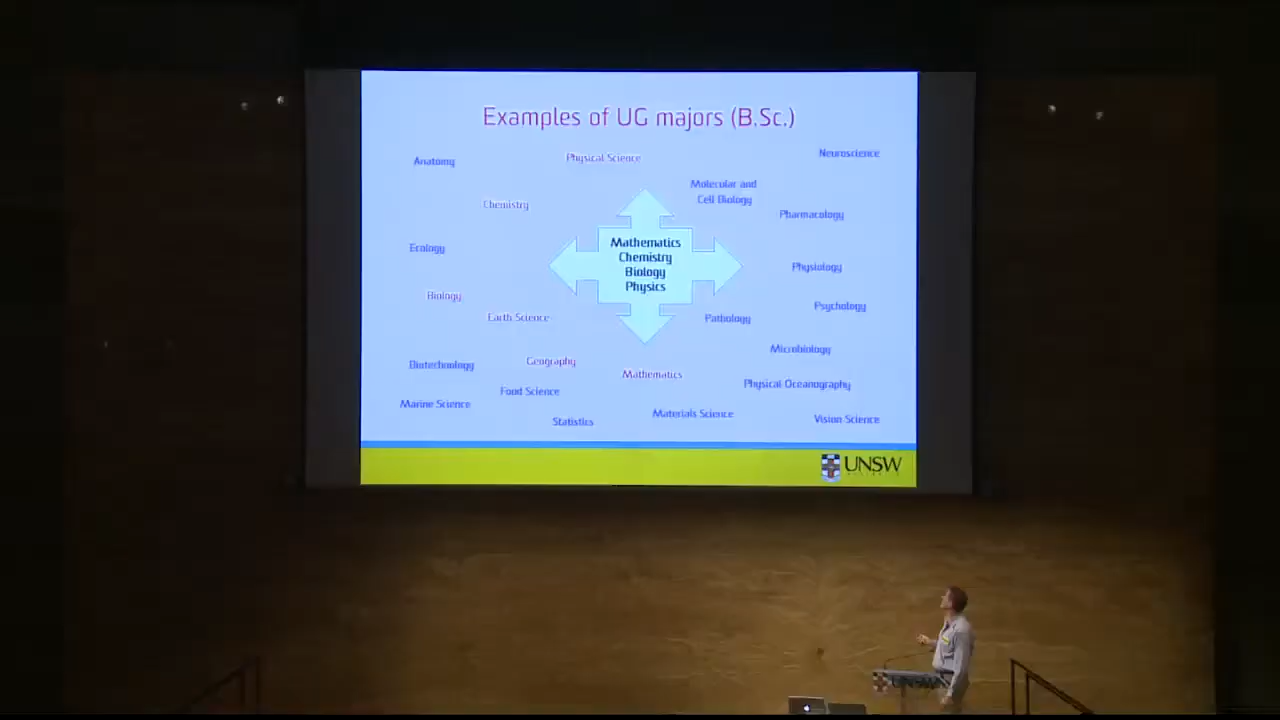 Examples of UG majors (B.Sc.)
Neuroscience
Physical Science
Anatomy
Molecular and
Cell Biology
Chemistry
Pharmacology
Mathematics
Chemistry
Biology
Physics
Ecology
Physiology
Biology
Psychology
Earth Science
Pathology
Microbiology
Geography
Biotechnology
Mathematics
Physical Oceanography
Food Science
Marine Science
Materials Science
Vision Science
Statistics
UNSW
UNSW